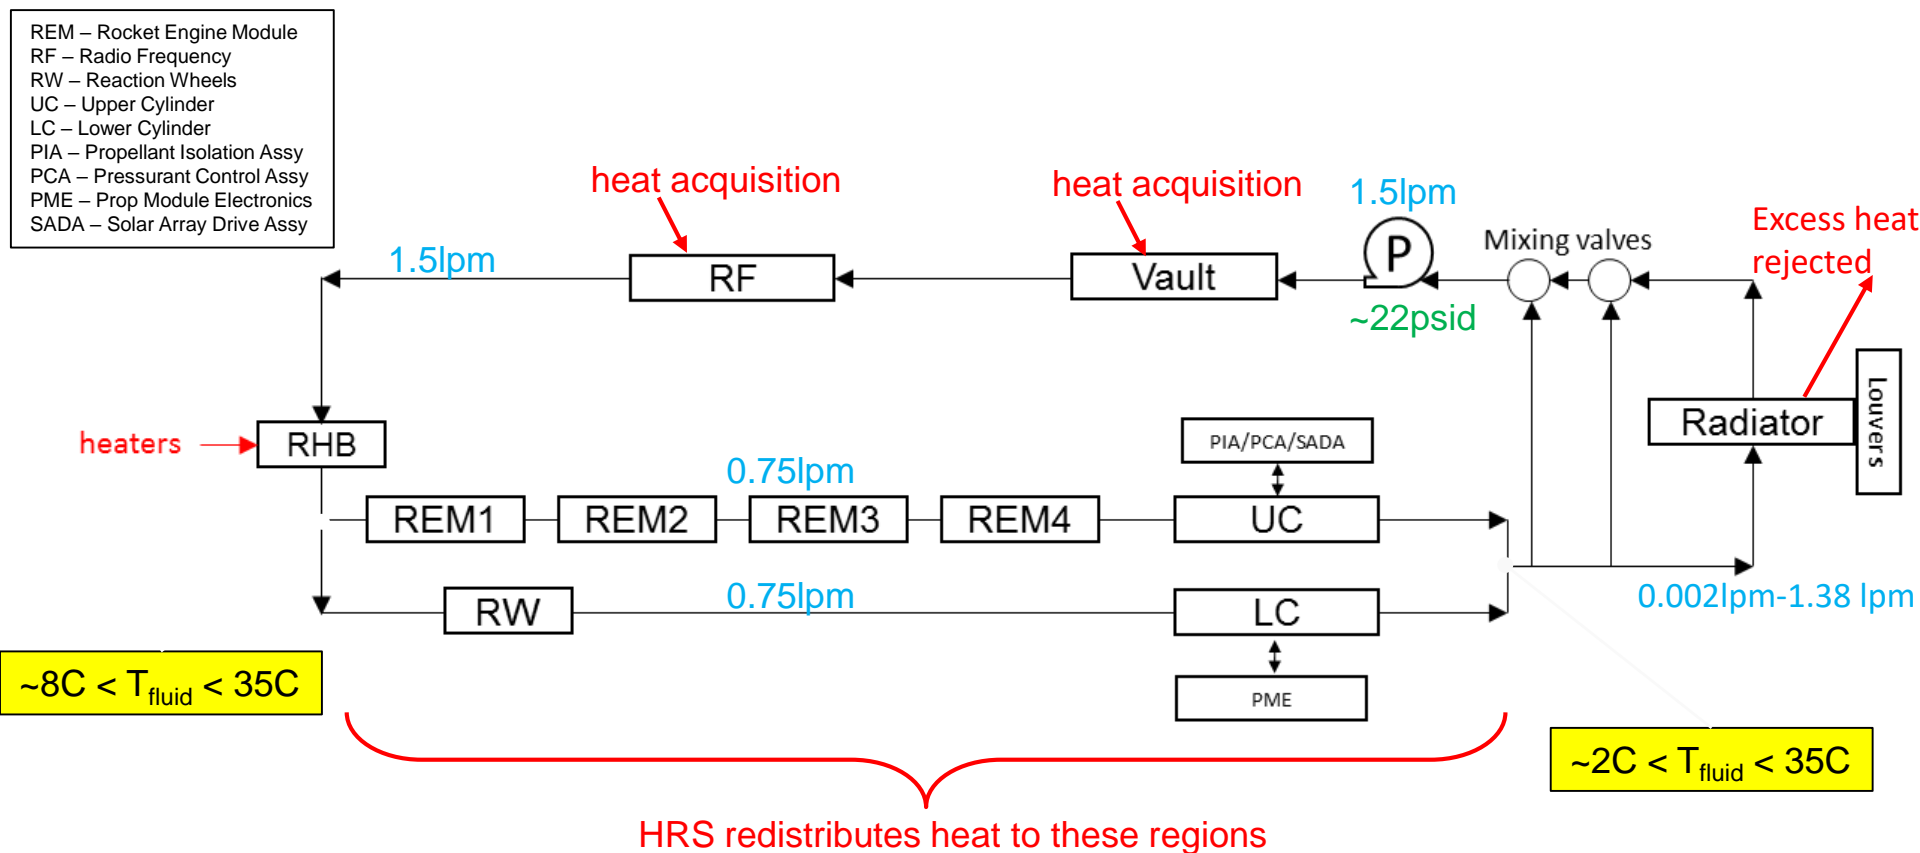 REM – Rocket Engine Module
RF – Radio Frequency
RW – Reaction Wheels
UC – Upper Cylinder
LC – Lower Cylinder
PIA – Propellant Isolation Assy
PCA – Pressurant Control Assy
PME – Prop Module Electronics
SADA – Solar Array Drive Assy
heat acquisition
heat acquisition
1.5lpm
Excess heat
rejected
Mixing valves
1.5lpm
RF
Vault
P
~22psid
Louvers
Radiator
heaters
RHB
PIA/PCA/SADA
0.75lpm
REM1
REM2
REM3
REM4
UC
0.75lpm
RW
LC
0.002lpm-1.38 lpm
~8C < Tfluid < 35C
PME
~2C < Tfluid < 35C
HRS redistributes heat to these regions